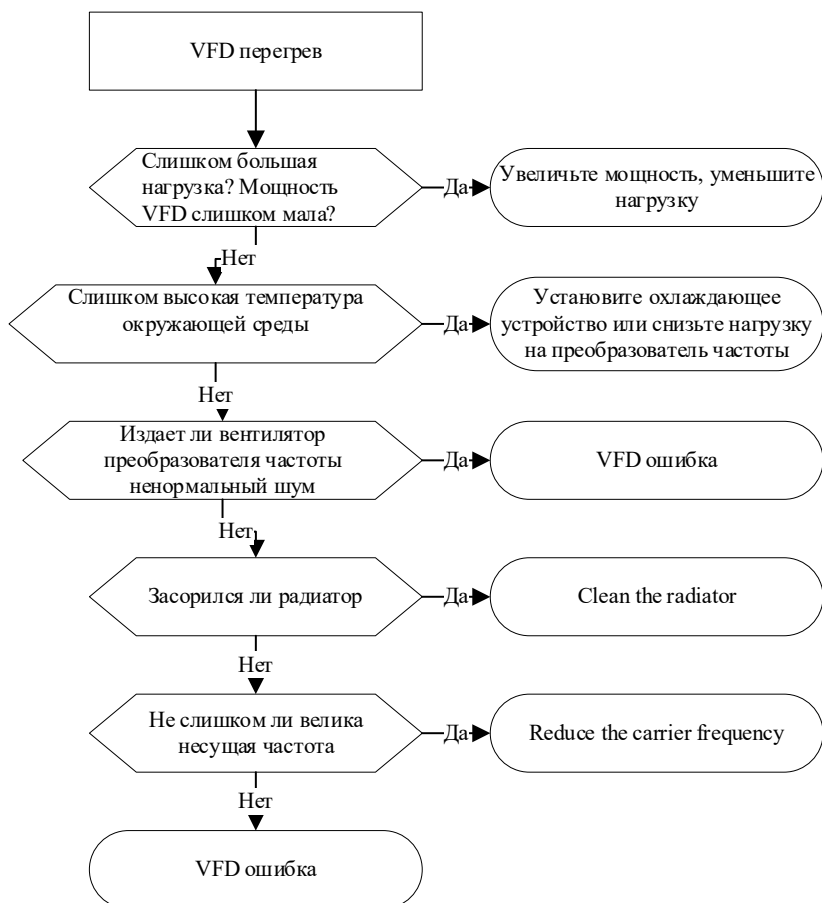 VFD перегрев
Слишком большая
нагрузка? Мощность
VFD слишком мала?
Да
Увеличьте мощность, уменьшите
нагрузку
Нет
Слишком высокая температура
окружающей среды
Да
Установите охлаждающее
устройство или снизьте нагрузку
на преобразователь частоты
Нет
Издает ли вентилятор
преобразователя частоты
ненормальный шум
Да
VFD ошибка
Нет
Засорился ли радиатор
Да
Clean the radiator
Нет
Не слишком ли велика
несущая частота
Да
Reduce the carrier frequency
Нет
VFD ошибка